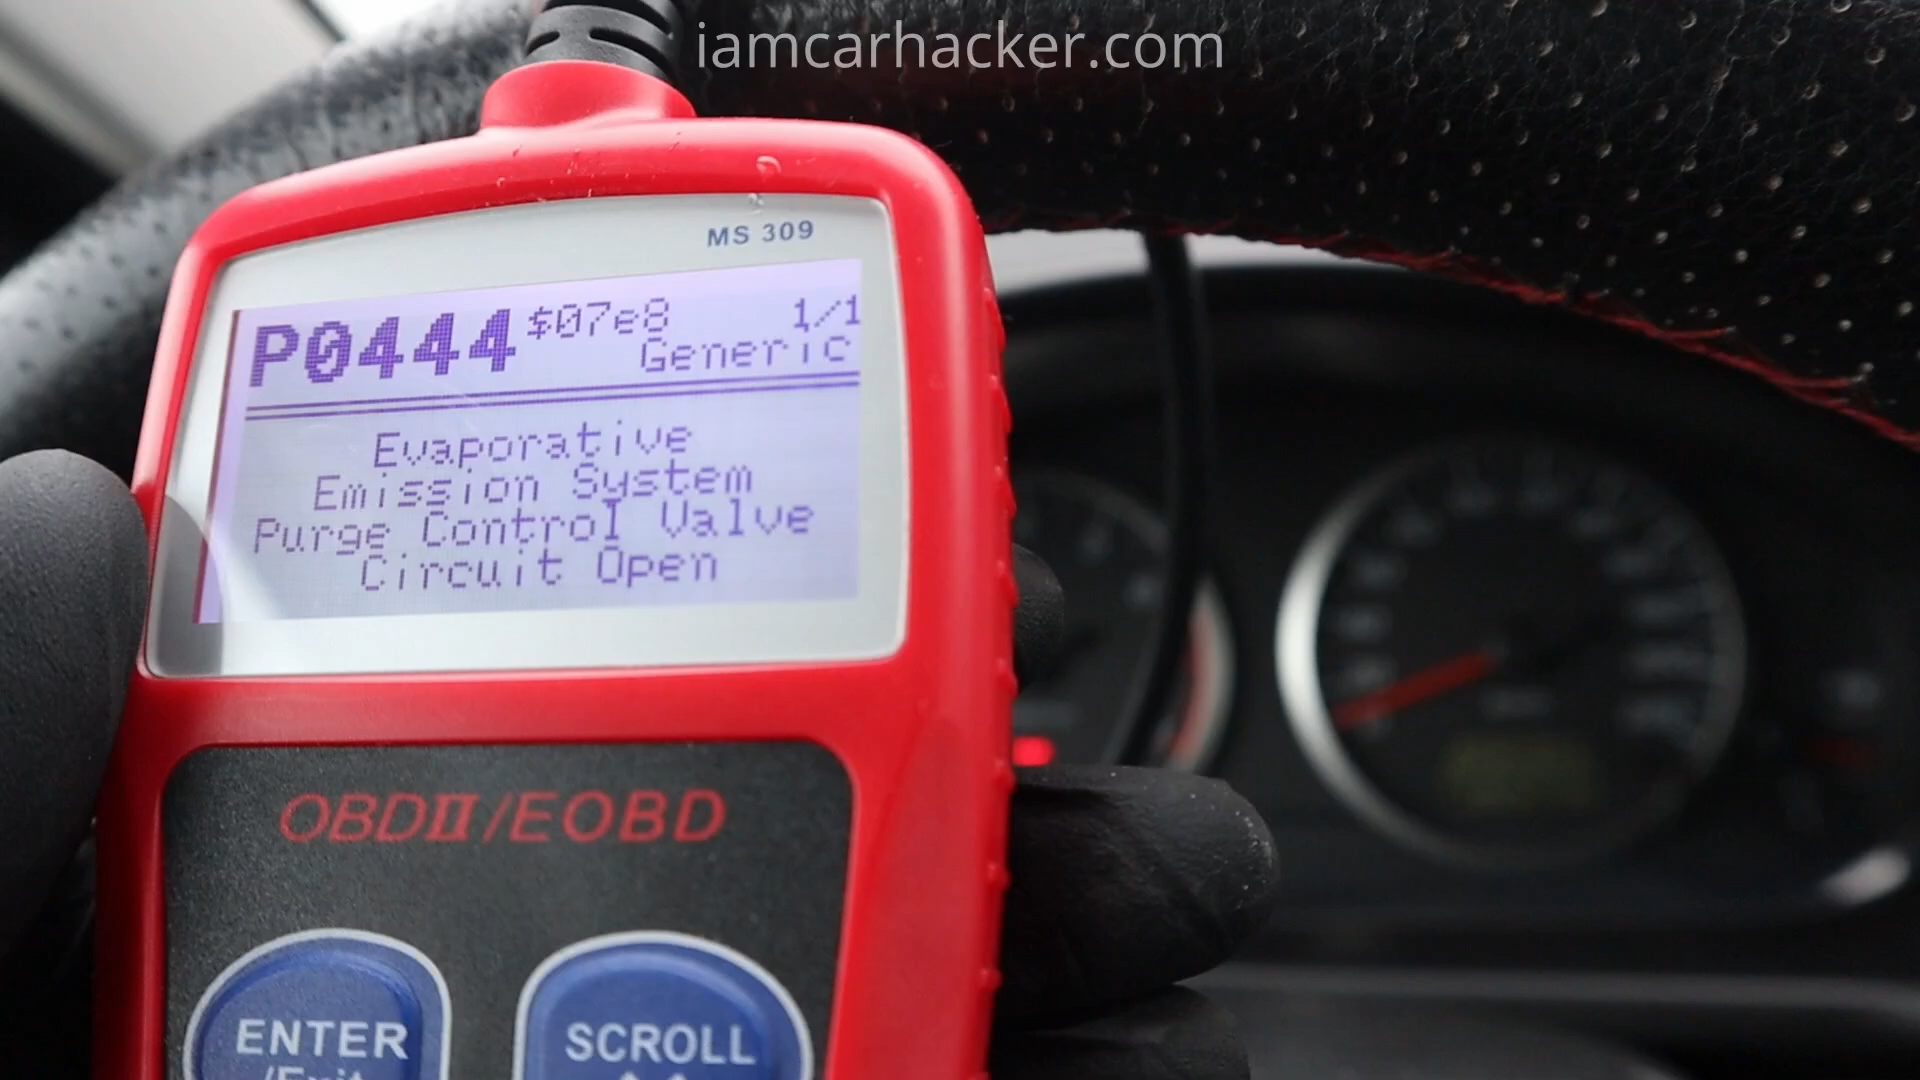 iamcarhacker.com
MS 309
P0444 $07e8 1/1
Generic
Evaporative
Emission System
Purge Control Valve
Circuit Open
OBDII/EOBD
ENTER SCROLL
/Exit